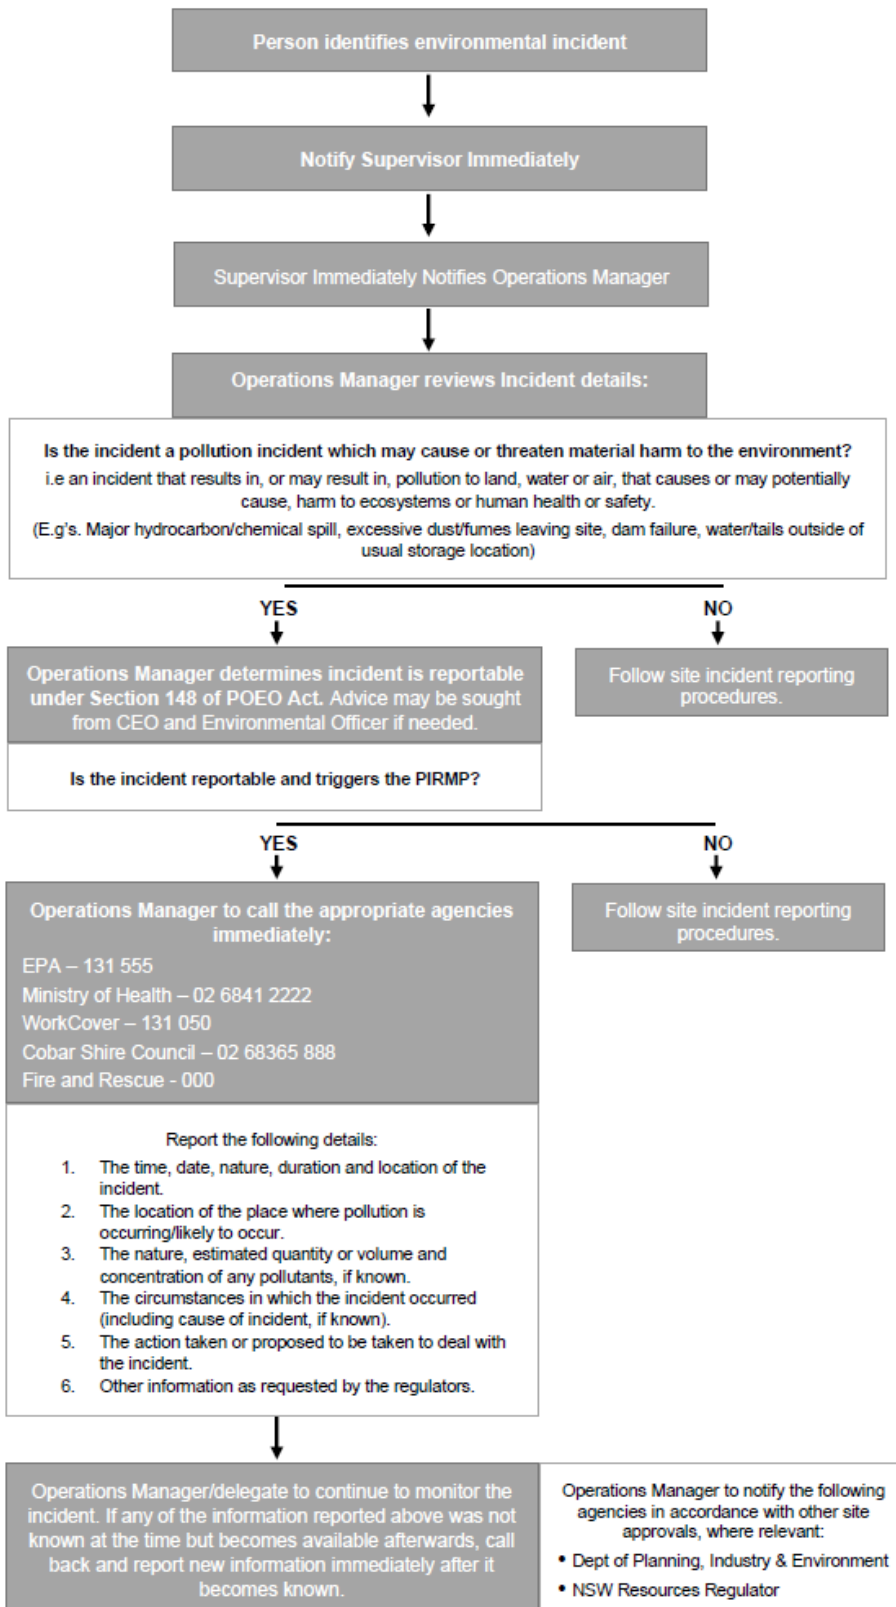 Person identifies environmental incident
Notify Supervisor Immediately
Supervisor Immediately Notifies Operations Manager
Operations Manager reviews Incident details:
Is the incident a pollution incident which may cause or threaten material harm to the environment?
i.e an incident that results in, or may result in, pollution to land, water or air, that causes or may potentially
cause, harm to ecosystems or human health or safety.
(E.g's. Major hydrocarbon/chemical spill, excessive dust/fumes leaving site, dam failure, water/tails outside of
usual storage location)
YES
NO
Operations Manager determines incident is reportable
under Section 148 of POEO Act. Advice may be sought
from CEO and Environmental Officer if needed.
Follow site incident reporting
procedures.
Is the incident reportable and triggers the PIRMP?
YES
NO
Operations Manager to call the appropriate agencies
immediately:
EPA – 131 555
Ministry of Health – 02 6841 2222
WorkCover – 131 050
Cobar Shire Council – 02 68365 888
Fire and Rescue - 000
Follow site incident reporting
procedures.
Report the following details:
1. The time, date, nature, duration and location of the
incident.
2. The location of the place where pollution is
occurring/likely to occur.
3. The nature, estimated quantity or volume and
concentration of any pollutants, if known.
4. The circumstances in which the incident occurred
(including cause of incident, if known).
5. The action taken or proposed to be taken to deal with
the incident.
6. Other information as requested by the regulators.
Operations Manager/delegate to continue to monitor the
incident. If any of the information reported above was not
known at the time but becomes available afterwards, call
back and report new information immediately after it
becomes known.
Operations Manager to notify the following
agencies in accordance with other site
approvals, where relevant:
• Dept of Planning, Industry & Environment
• NSW Resources Regulator